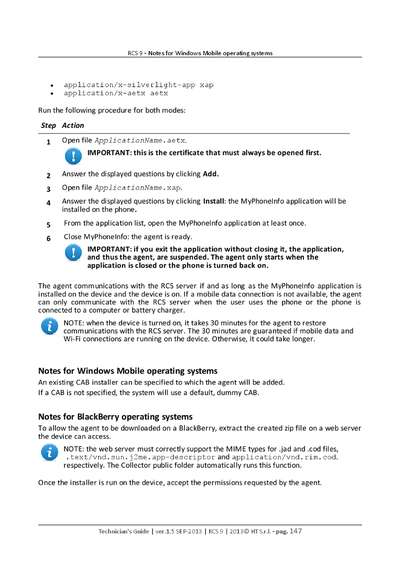 RCS 9 - Notes for Windows Mobile operating systems
• application/x-silverlight-app xap
• application/x-aetx aetx
Run the following procedure for both modes:
Step Action
1 Open file ApplicationName.aetx.
IMPORTANT: this is the certificate that must always be opened first.
2 Answer the displayed questions by clicking Add.
3 Open file ApplicationName.xap.
4 Answer the displayed questions by clicking Install: the MyPhoneInfo application will be
installed on the phone.
5 From the application list, open the MyPhoneInfo application at least once.
6 Close MyPhoneInfo: the agent is ready.
IMPORTANT: if you exit the application without closing it, the application,
and thus the agent, are suspended. The agent only starts when the
application is closed or the phone is turned back on.
The agent communications with the RCS server if and as long as the MyPhoneInfo application is
installed on the device and the device is on. If a mobile data connection is not available, the agent
can only communicate with the RCS server when the user uses the phone or the phone is
connected to a computer or battery charger.
NOTE: when the device is turned on, it takes 30 minutes for the agent to restore
communications with the RCS server. The 30 minutes are guaranteed if mobile data and
Wi-Fi connections are running on the device. Otherwise, it could take longer.
Notes for Windows Mobile operating systems
An existing CAB installer can be specified to which the agent will be added.
If a CAB is not specified, the system will use a default, dummy CAB.
Notes for BlackBerry operating systems
To allow the agent to be downloaded on a BlackBerry, extract the created zip file on a web server
the device can access.
NOTE: the web server must correctly support the MIME types for .jad and .cod files,
.text/vnd.sun.j2me.app-descriptor and application/vnd.rim.cod.
respectively. The Collector public folder automatically runs this function.
Once the installer is run on the device, accept the permissions requested by the agent.
Technician's Guide | ver.1.5 SEP-2013 | RCS 9 | 2013© HT S.r.l. - pag. 147